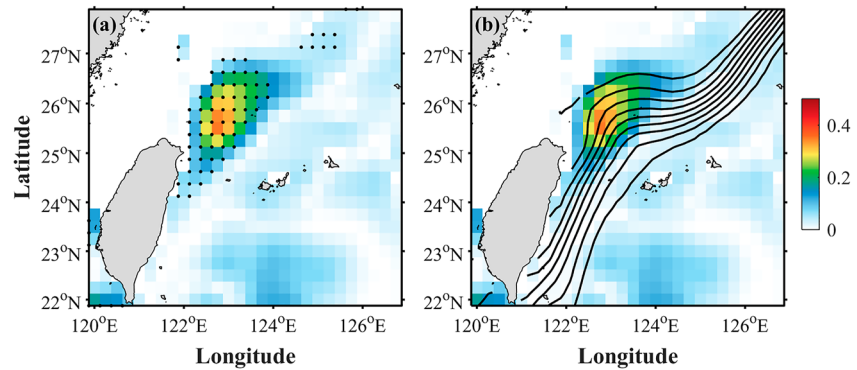 (a) (b)
27°N 27°N
26°N 26°N
0.4
Latitude
25°N 25°N
0.2
24°N 24°N
0
23°N 23°N
22°N 22°N
120°E 122°E 124°E 126°E 120°E 122°E 124°E 126°E
Longitude Longitude